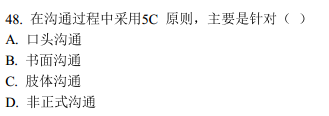 48. 在沟通过程中采用5C 原则，主要是针对（ ）
A. 口头沟通
B. 书面沟通
C. 肢体沟通
D. 非正式沟通